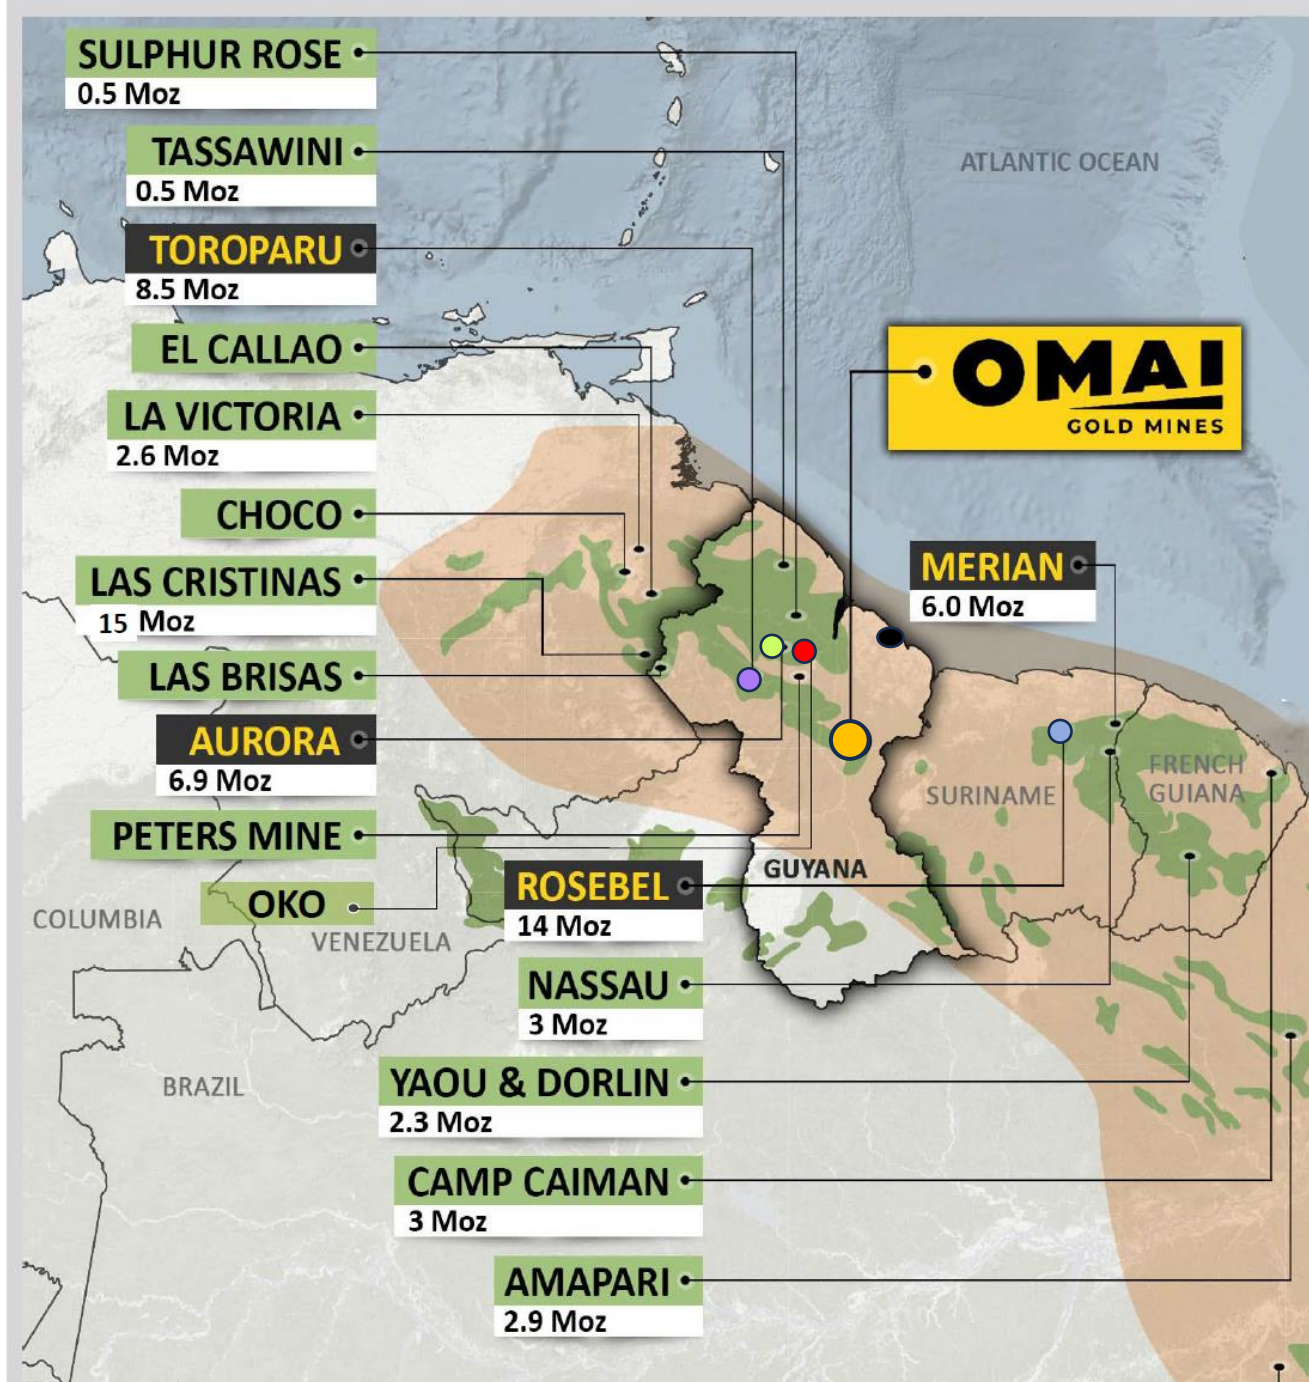 SULPHUR ROSE
0.5 Moz
TASSAWINI
0.5 Moz
ATLANTIC OCEAN
TOROPARU
8.5 Moz
EL CALLAO
OMAI
GOLD MINES
LA VICTORIA
2.6 Moz
CHOCO
LAS CRISTINAS
15 Moz
MERIAN
6.0 Moz
LAS BRISAS
AURORA
6.9 Moz
PETERS MINE
OKO
SURINAME
FRENCH
GUIANA
GUYANA
COLUMBIA
VENEZUELA
ROSEBEL
14 Moz
NASSAU
3 Moz
BRAZIL
YAOU & DORLIN
2.3 Moz
CAMP CAIMAN
3 Moz
AMAPARI
2.9 Moz